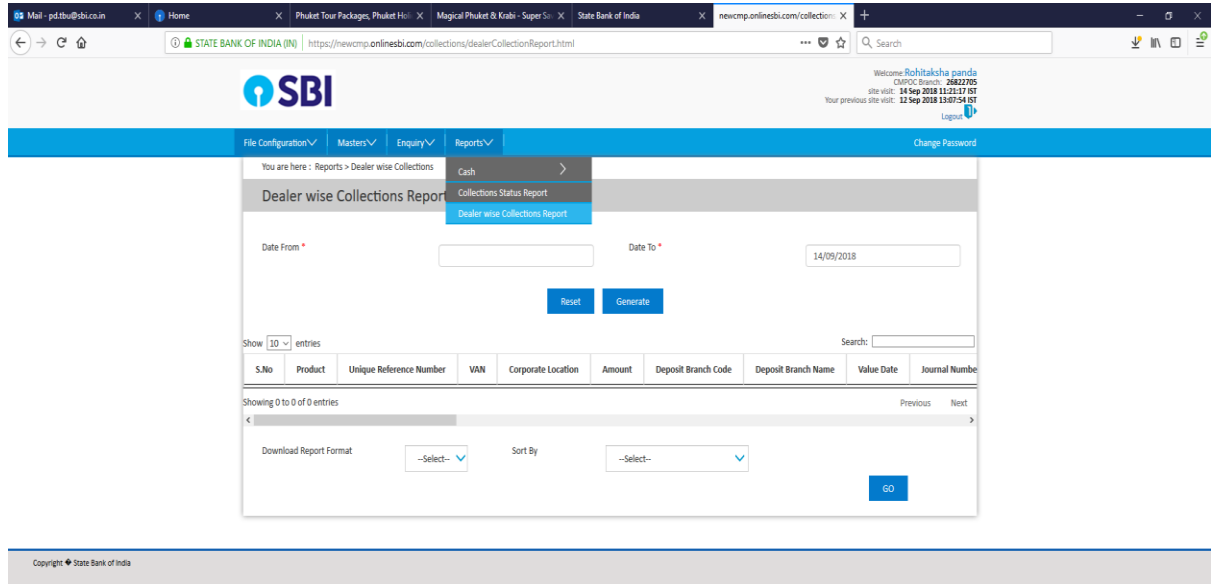 Mail - pd.tbu@sbi.co.in
Home
Phuket Tour Packages, Phuket Holi
Magical Phuket & Krabi - Super Sav
State Bank of India
newcmp.onlinesbi.com/collection
STATE BANK OF INDIA (IN)
https://newcmp.onlinesbi.com/collections/dealerCollectionReport.html
Search
SBI
Welcome:Rohitaksha panda
CMPOC Branch: 26822705
site visit: 14 Sep 2018 11:21:17 IST
Your previous site visit: 12 Sep 2018 13:07:54 IST
Logout
File Configuration Masters Enquiry Reports Change Password
You are here : Reports > Dealer wise Collections
Cash
Dealer wise Collections Report
Collections Status Report
Dealer wise Collections Report
Date From * Date To * 14/09/2018
Reset Generate
Show 10 entries Search:
S.No Product Unique Reference Number VAN Corporate Location Amount Deposit Branch Code Deposit Branch Name Value Date Journal Numbe
Showing 0 to 0 of 0 entries Previous Next
Download Report Format --Select-- Sort By --Select--
GO
Copyright � State Bank of India